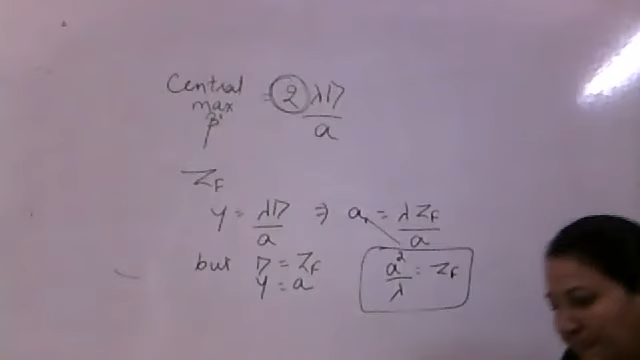 Central max β = 2 λD/a
Z_F
y = λD/a ⇒ a = λ Z_F/a
but D = Z_F
y = a
a²/λ = Z_F